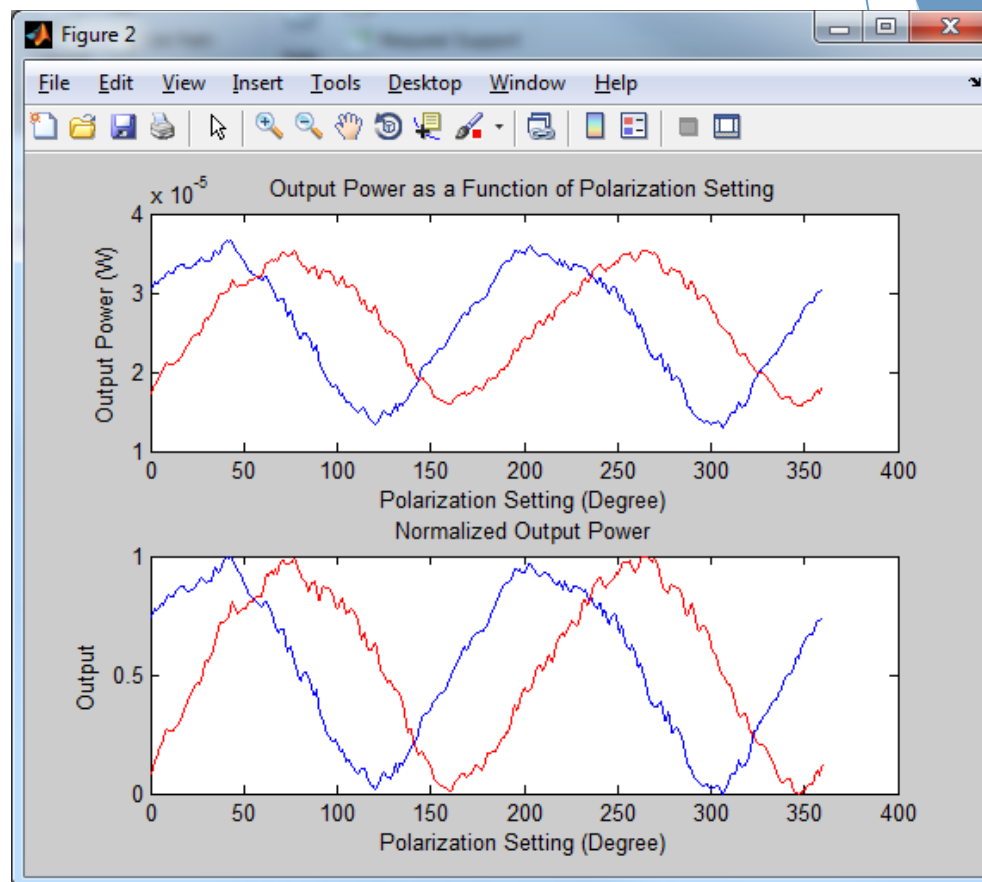 Figure 2
File Edit View Insert Tools Desktop Window Help
x 10^-5
Output Power as a Function of Polarization Setting
4
3
2
1
Output Power (W)
0 50 100 150 200 250 300 350 400
Polarization Setting (Degree)
Normalized Output Power
1
0.5
0
Output
0 50 100 150 200 250 300 350 400
Polarization Setting (Degree)